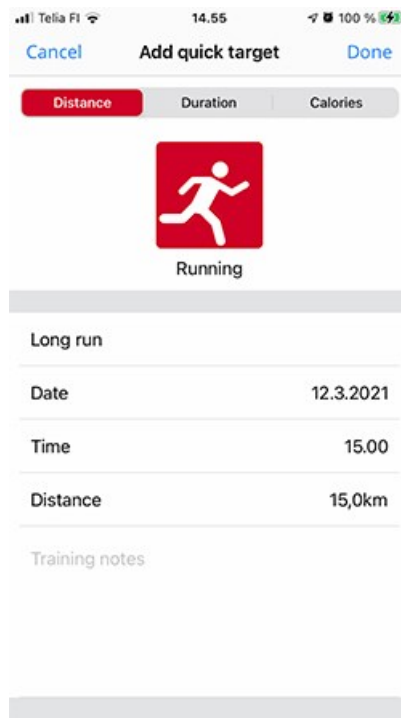 Telia FI 14.55 100 %
Cancel Add quick target Done
Distance Duration Calories
Running
Long run
Date 12.3.2021
Time 15.00
Distance 15,0km
Training notes